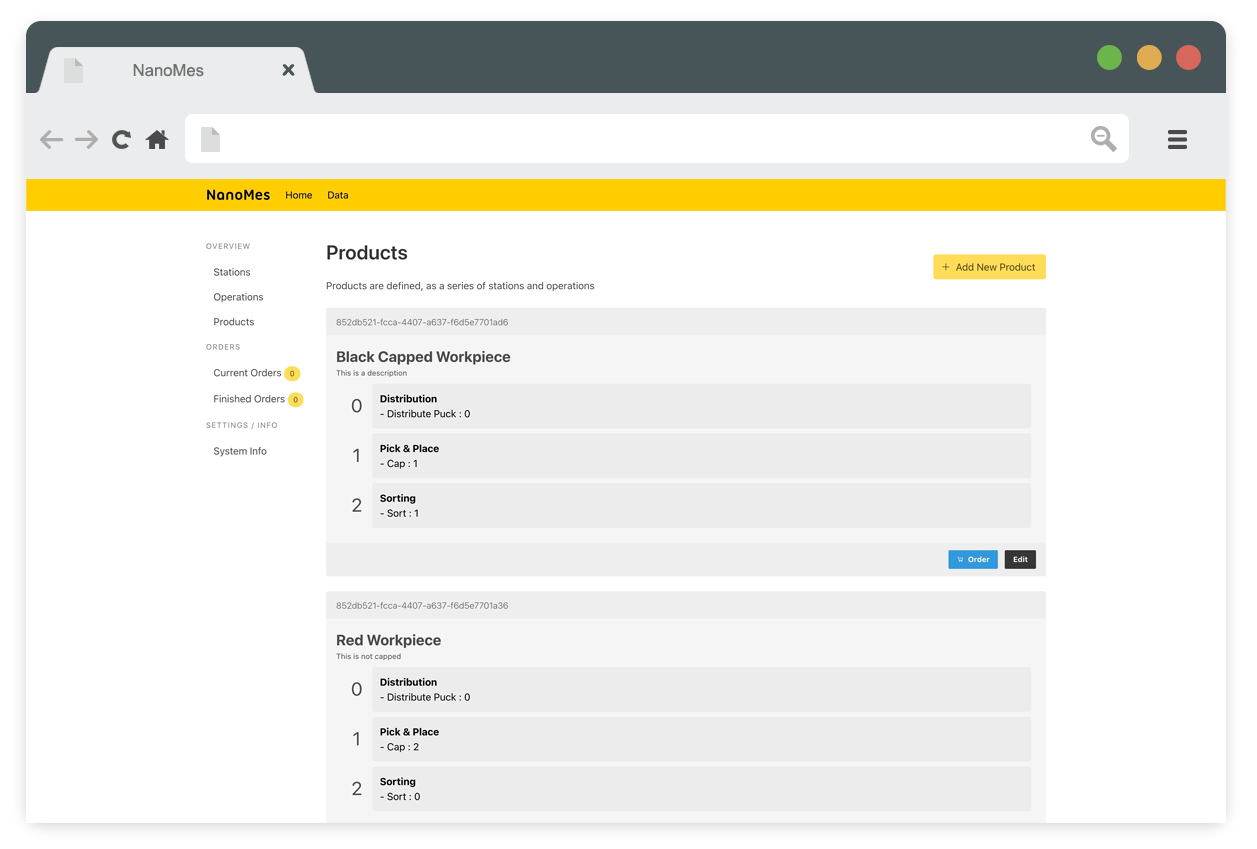 NanoMes
NanoMes Home Data
OVERVIEW
Stations
Operations
Products
ORDERS
Current Orders 0
Finished Orders 0
SETTINGS / INFO
System Info
Products
+ Add New Product
Products are defined, as a series of stations and operations
852db521-fcca-4407-a637-f6d5e7701ad6
Black Capped Workpiece
This is a description
0
Distribution
- Distribute Puck : 0
1
Pick & Place
- Cap : 1
2
Sorting
- Sort : 1
Order Edit
852db521-fcca-4407-a637-f6d5e7701a36
Red Workpiece
This is not capped
0
Distribution
- Distribute Puck : 0
1
Pick & Place
- Cap : 2
2
Sorting
- Sort : 0